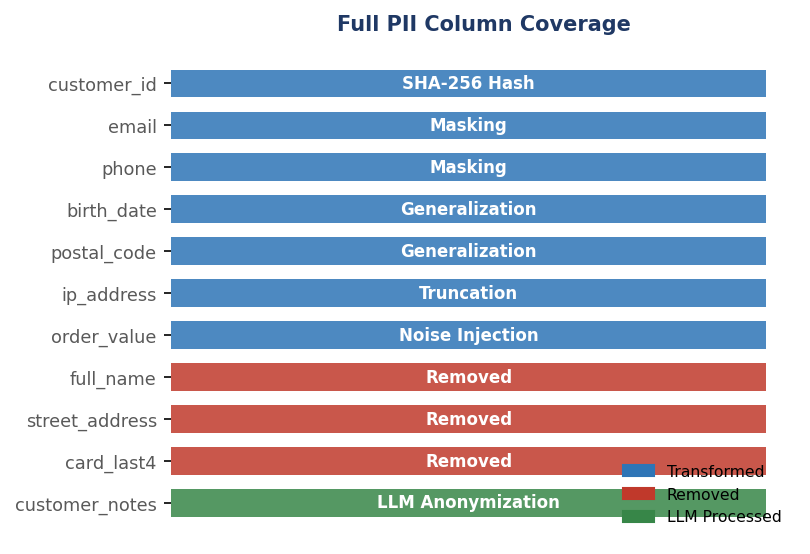 Full PII Column Coverage
customer_id SHA-256 Hash
email Masking
phone Masking
birth_date Generalization
postal_code Generalization
ip_address Truncation
order_value Noise Injection
full_name Removed
street_address Removed
card_last4 Removed
customer_notes LLM Anonymization
Transformed
Removed
LLM Processed